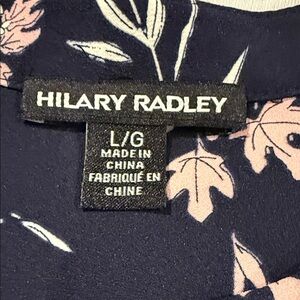 HILARY RADLEY
L/G
MADE IN
CHINA
FABRIQUÉ EN
CHINE